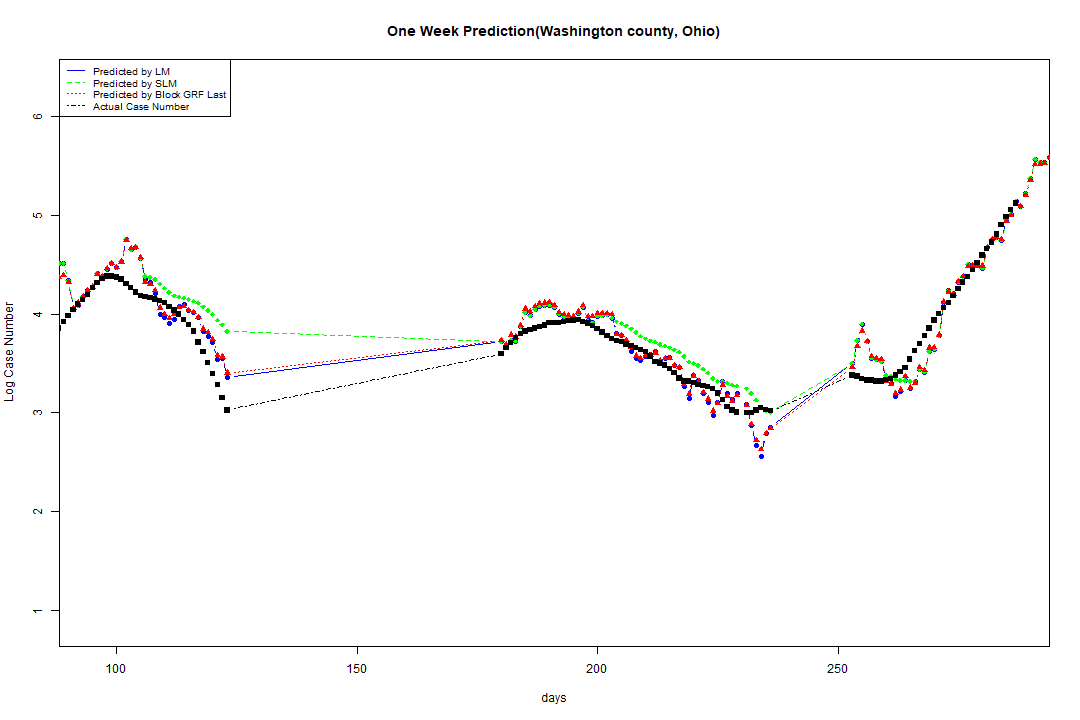 One Week Prediction(Washington county, Ohio)
Predicted by LM
Predicted by SLM
Predicted by Block GRF Last
Actual Case Number
6
5
4
3
2
1
Log Case Number
100 150 200 250
days